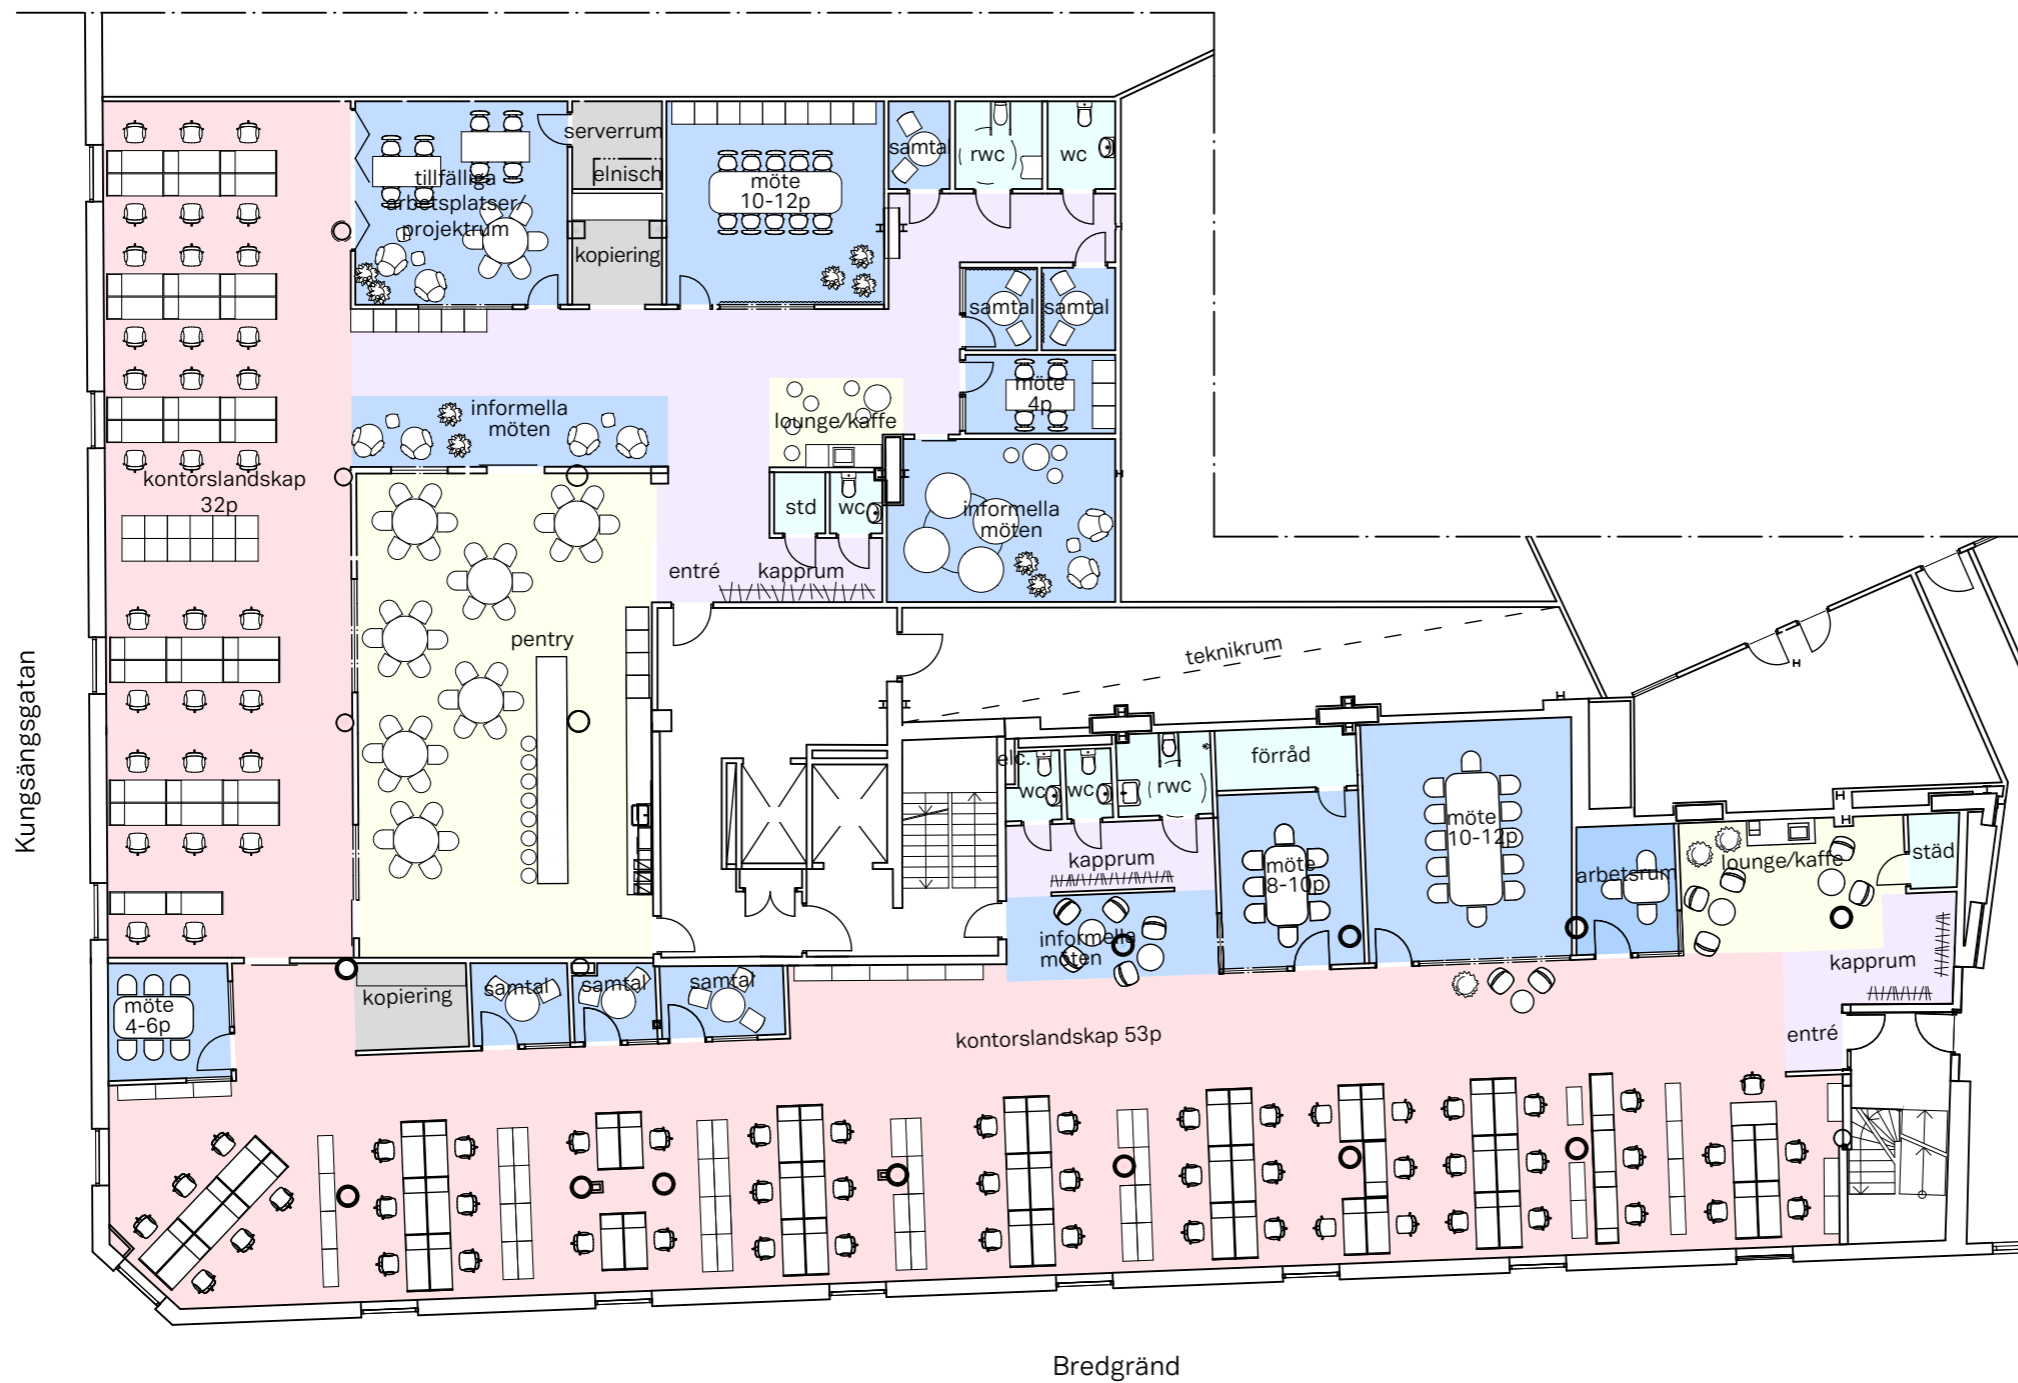 serverrum
elnisch
samtal
rwc
wc
tillfälliga
arbetsplatser/
projektrum
möte
10-12p
kopiering
samtal
samtal
möte
4p
informella
möten
lounge/kaffe
kontorslandskap
32p
std
wc
informella
möten
entré
kapprum
pentry
teknikrum
Kungsängsgatan
elc.
wc
wc
rwc
förråd
möte
10-12p
kapprum
möte
8-10p
arbetsrum
lounge/kaffe
städ
informella
möten
kapprum
möte
4-6p
kopiering
samtal
samtal
samtal
kontorslandskap 53p
entré
Bredgränd